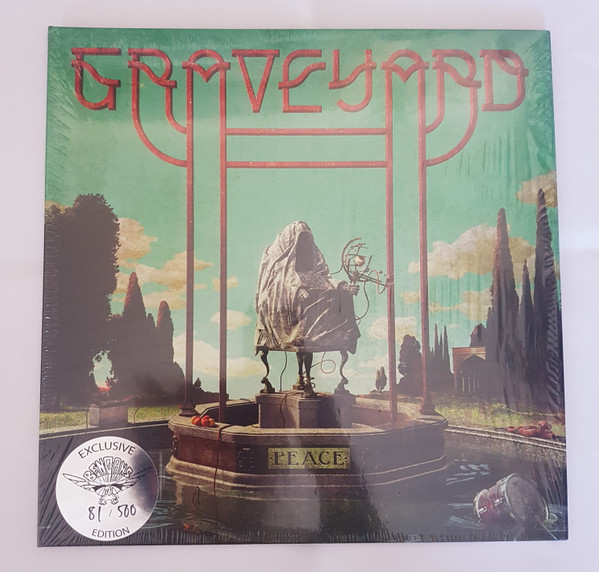 GRAVEYARD
PEACE
EXCLUSIVE
81 / 500
EDITION